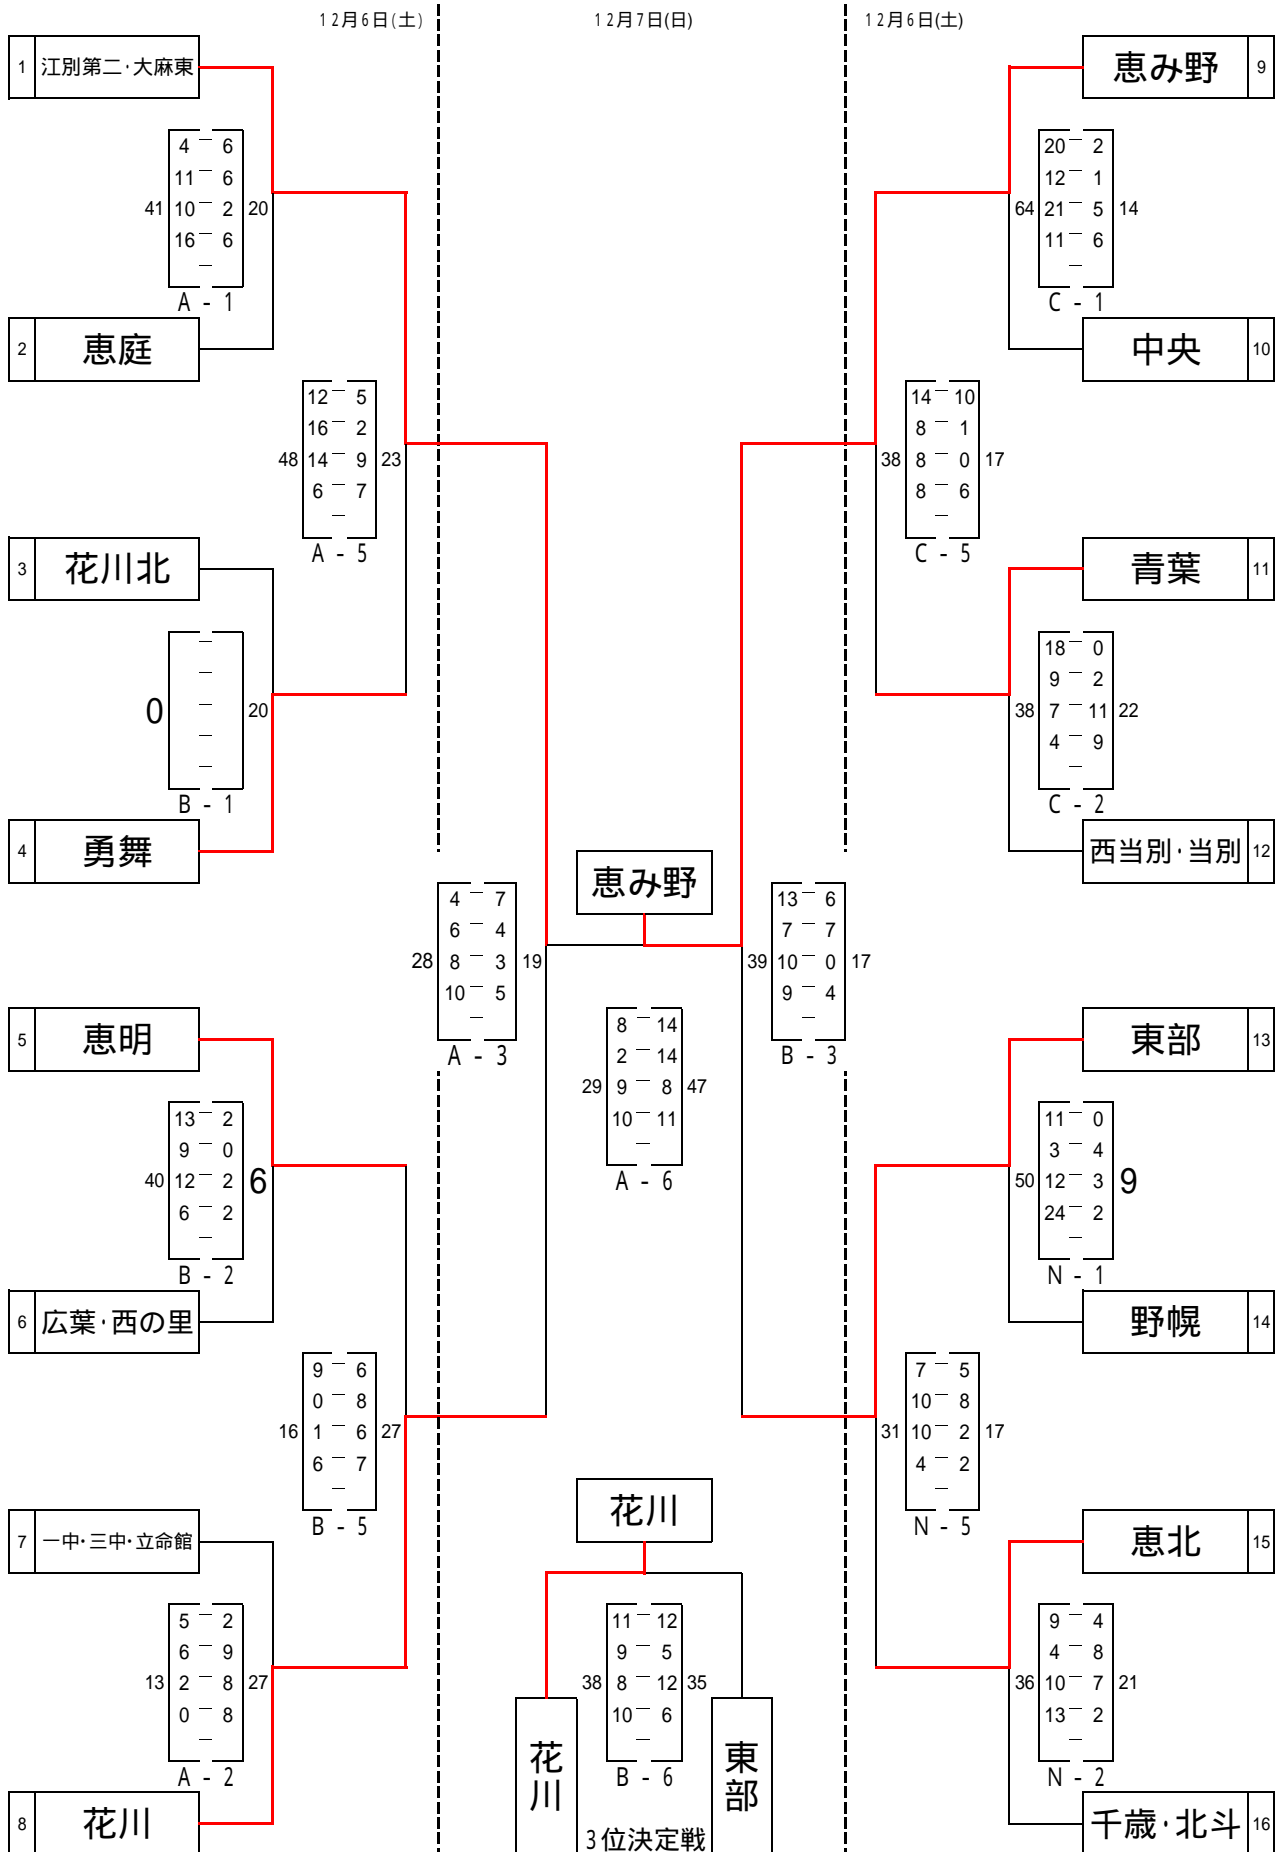 12月6日(土)
12月7日(日)
12月6日(土)
1 江別第二・大麻東
4 － 6
11 － 6
41 10 － 2 20
16 － 6
－
A - 1
2 恵庭
12 － 5
16 － 2
48 14 － 9 23
6 － 7
－
A - 5
3 花川北
－
－
0 － 20
－
－
B - 1
4 勇舞
4 － 7
6 － 4
28 8 － 3 19
10 － 5
－
A - 3
5 恵明
13 － 2
9 － 0
40 12 － 2 6
6 － 2
－
B - 2
6 広葉・西の里
9 － 6
0 － 8
16 1 － 6 27
6 － 7
－
B - 5
7 一中・三中・立命館
5 － 2
6 － 9
13 2 － 8 27
0 － 8
－
A - 2
8 花川
恵み野
8 － 14
2 － 14
29 9 － 8 47
10 － 11
－
A - 6
花川
11 － 12
9 － 5
38 8 － 12 35
10 － 6
－
B - 6
花川
東部
3位決定戦
恵み野 9
20 － 2
12 － 1
64 21 － 5 14
11 － 6
－
C - 1
中央 10
14 － 10
8 － 1
38 8 － 0 17
8 － 6
－
C - 5
青葉 11
18 － 0
9 － 2
38 7 － 11 22
4 － 9
－
C - 2
西当別・当別 12
13 － 6
7 － 7
39 10 － 0 17
9 － 4
－
B - 3
東部 13
11 － 0
3 － 4
50 12 － 3 9
24 － 2
－
N - 1
野幌 14
7 － 5
10 － 8
31 10 － 2 17
4 － 2
－
N - 5
恵北 15
9 － 4
4 － 8
36 10 － 7 21
13 － 2
－
N - 2
千歳・北斗 16